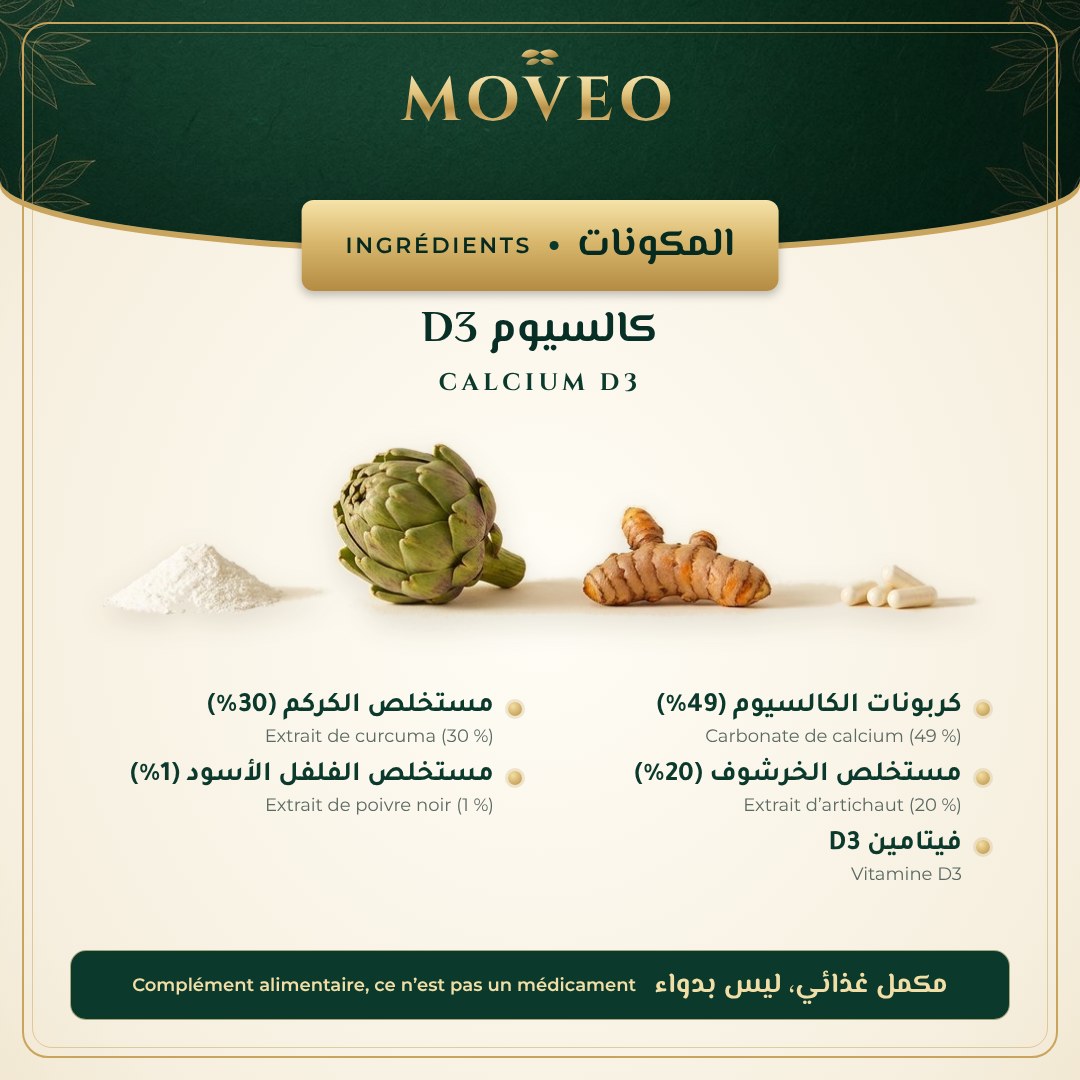 MOVEO
المكونات • INGRÉDIENTS
كالسيوم D3
CALCIUM D3
كربونات الكالسيوم (49%)
Carbonate de calcium (49 %)
مستخلص الكركم (30%)
Extrait de curcuma (30 %)
مستخلص الخرشوف (20%)
Extrait d’artichaut (20 %)
مستخلص الفلفل الأسود (1%)
Extrait de poivre noir (1 %)
فيتامين D3
Vitamine D3
مكمل غذائي، ليس بدواء Complément alimentaire, ce n’est pas un médicament